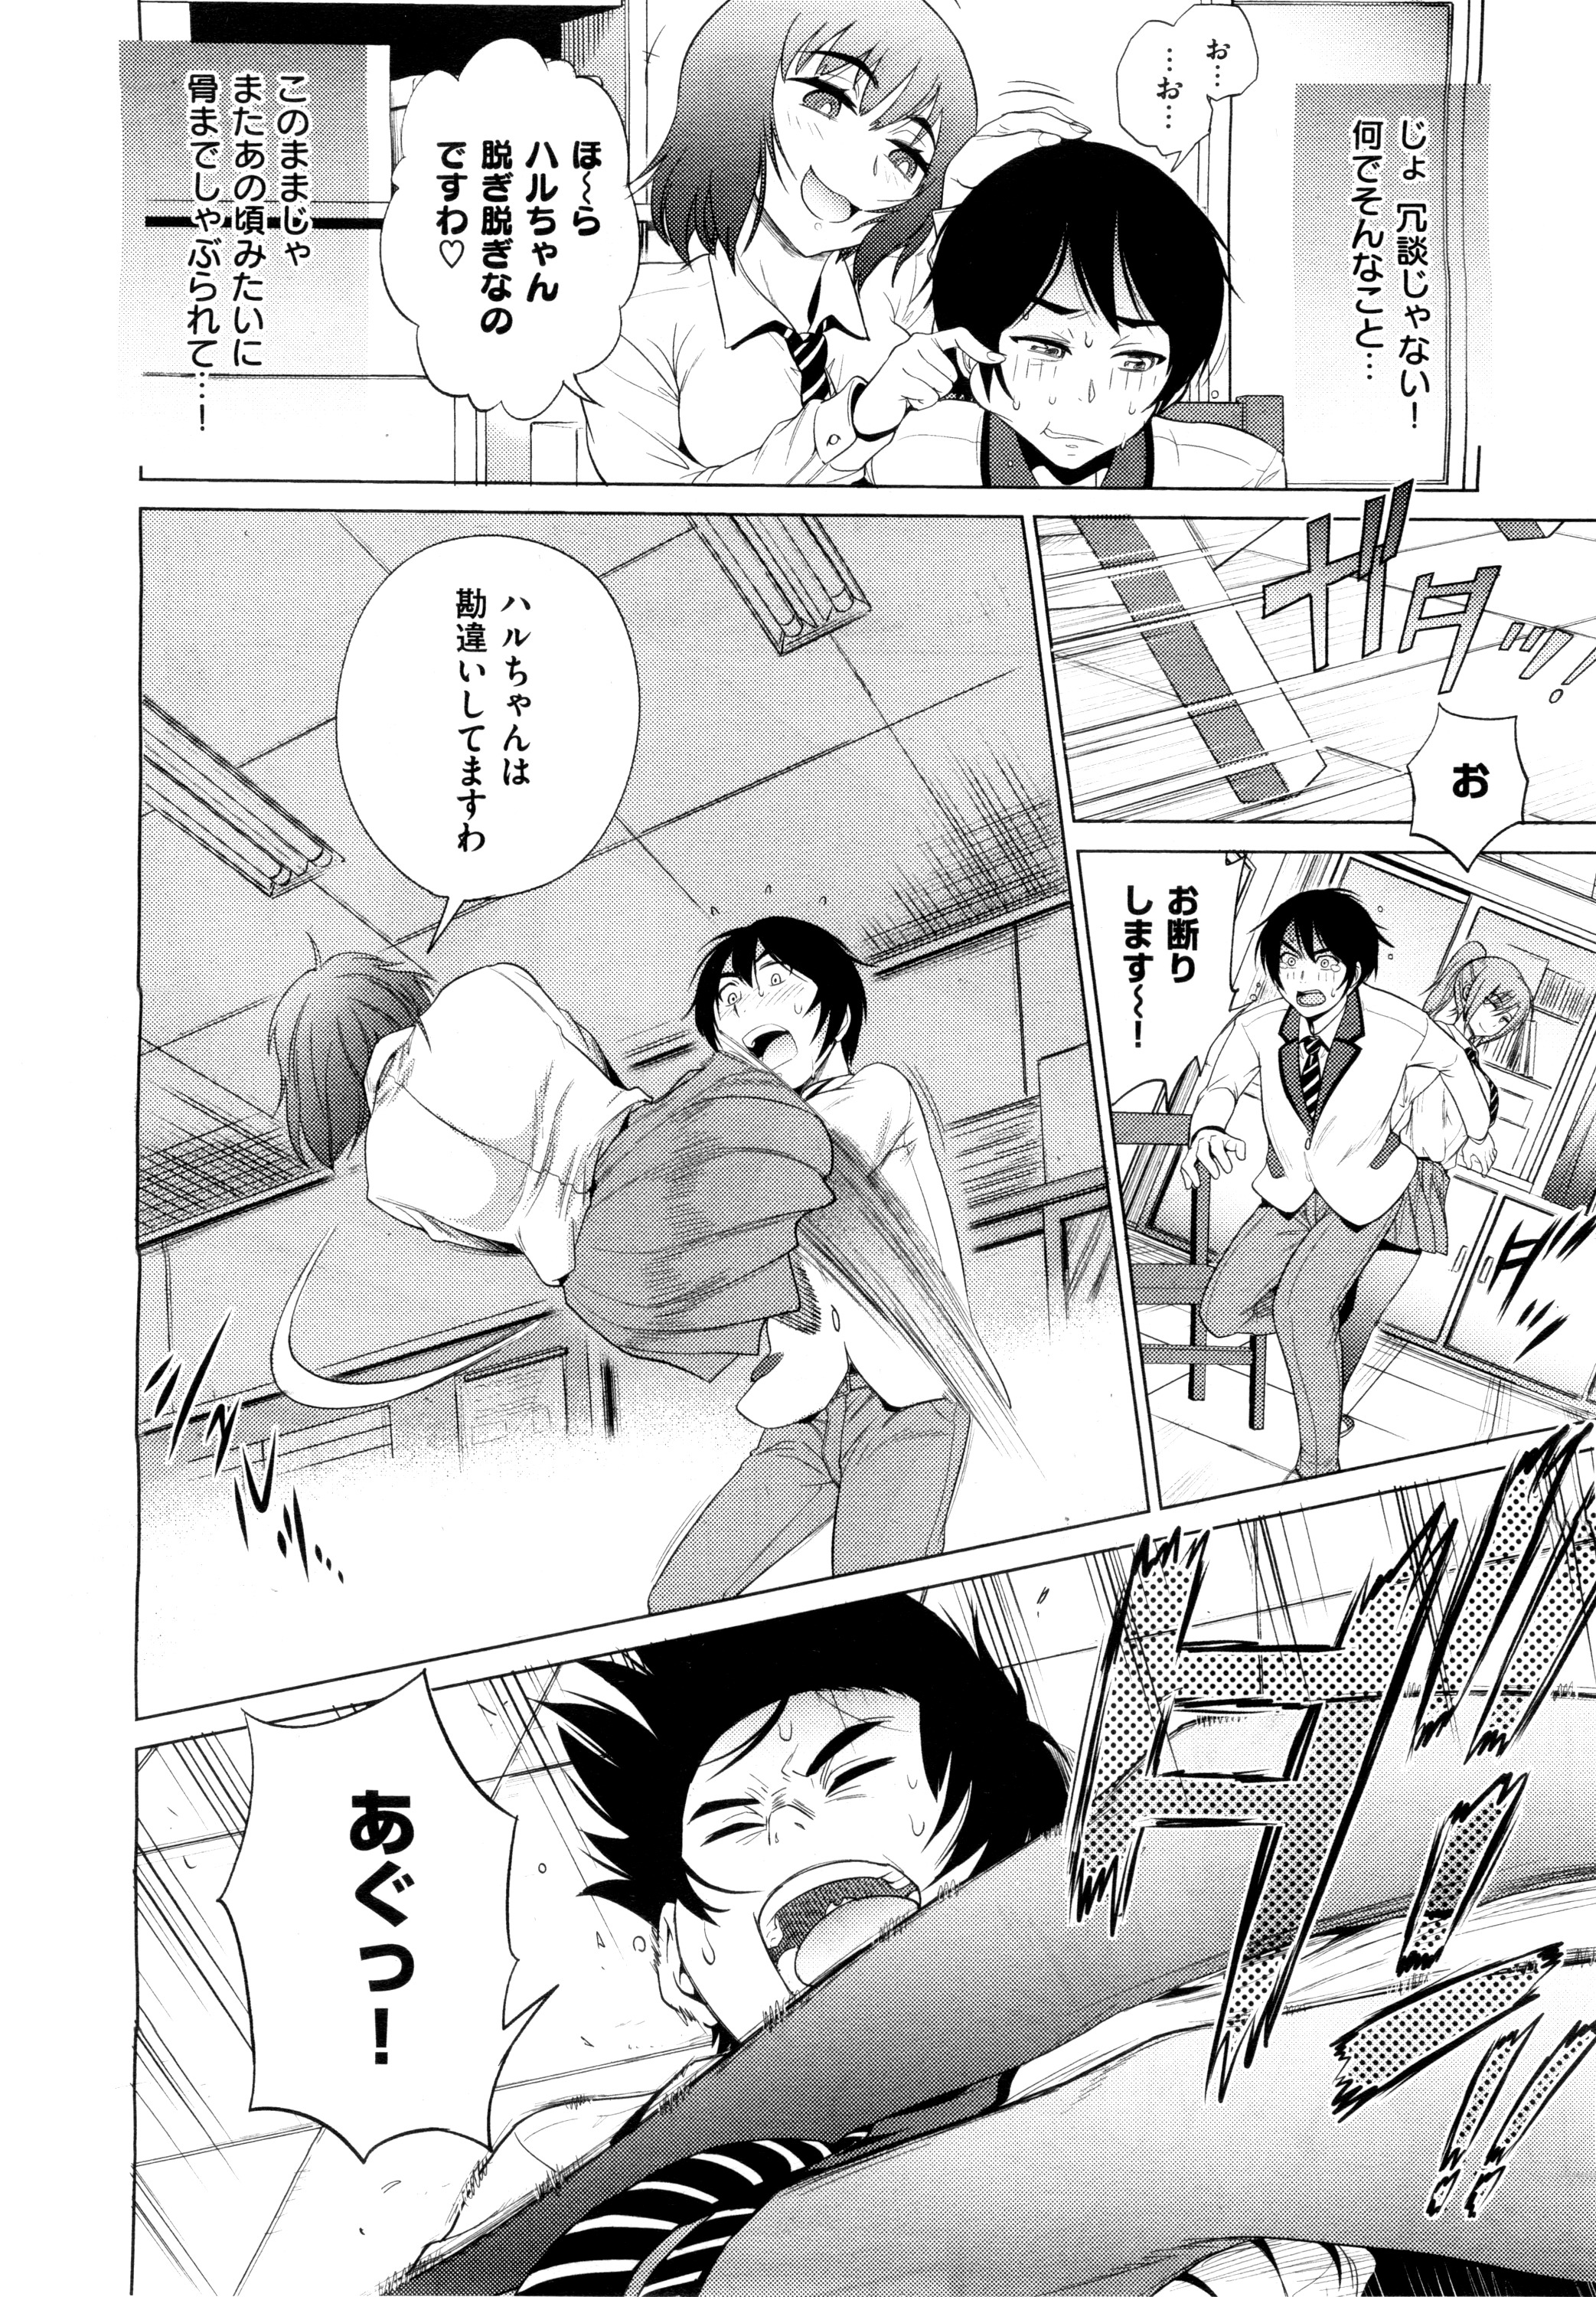 お…
…お…
じょ 冗談じゃない！
何でそんなこと…
ほ～ら
ハルちゃん
脱ぎ脱ぎなの
ですわ♡
このままじゃ
またあの頃みたいに
骨までしゃぶられて…！
ガタッ！
お
お断り
します～！
ダッ
ハルちゃんは
勘違いしてますわ
あぐっ！